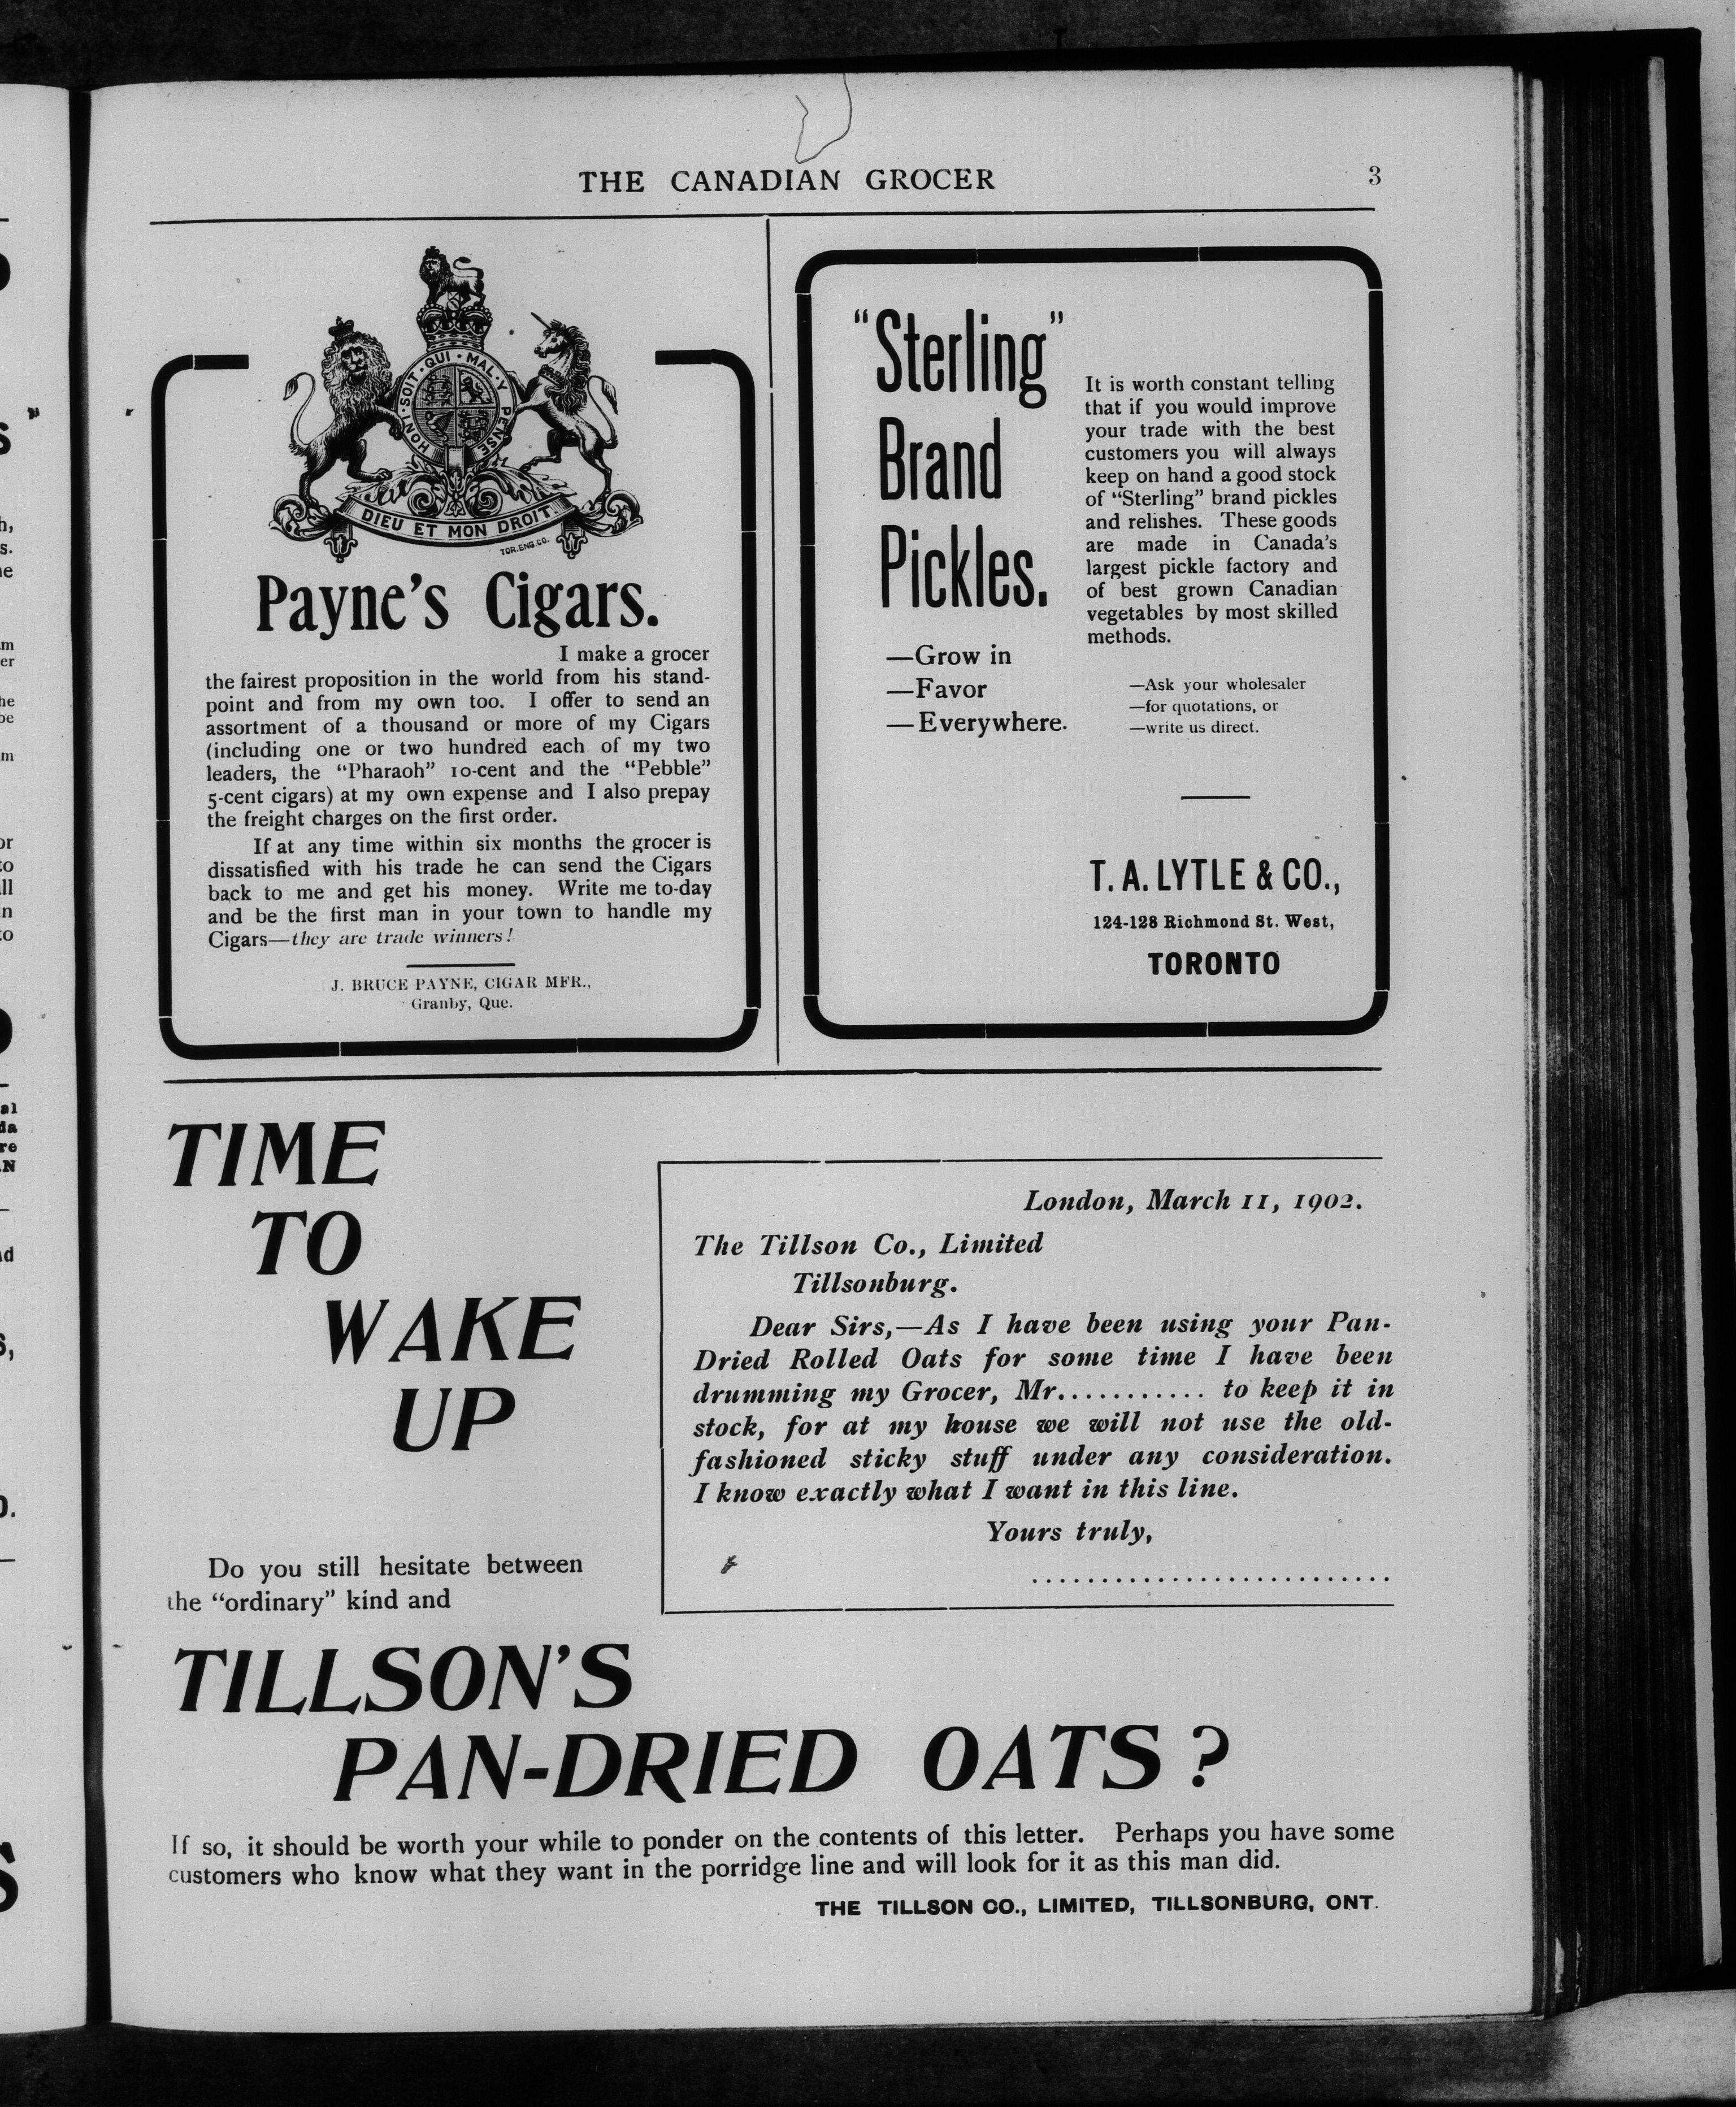 THE CANADIAN GROCER 3
HONI·SOIT·QUI·MAL·Y PENSE
DIEU ET MON DROIT
TOR.ENG.CO.
Payne's Cigars.
I make a grocer
the fairest proposition in the world from his stand-
point and from my own too. I offer to send an
assortment of a thousand or more of my Cigars
(including one or two hundred each of my two
leaders, the “Pharaoh” 10-cent and the “Pebble”
5-cent cigars) at my own expense and I also prepay
the freight charges on the first order.
If at any time within six months the grocer is
dissatisfied with his trade he can send the Cigars
back to me and get his money. Write me to-day
and be the first man in your town to handle my
Cigars—they are trade winners!
J. BRUCE PAYNE, CIGAR MFR.,
Granby, Que.
“Sterling”
Brand
Pickles.
—Grow in
—Favor
—Everywhere.
It is worth constant telling
that if you would improve
your trade with the best
customers you will always
keep on hand a good stock
of “Sterling” brand pickles
and relishes. These goods
are made in Canada's
largest pickle factory and
of best grown Canadian
vegetables by most skilled
methods.
—Ask your wholesaler
—for quotations, or
—write us direct.
T. A. LYTLE & CO.,
124-128 Richmond St. West,
TORONTO
TIME
TO
WAKE
UP
Do you still hesitate between
the “ordinary” kind and
London, March 11, 1902.
The Tillson Co., Limited
Tillsonburg.
Dear Sirs,—As I have been using your Pan-
Dried Rolled Oats for some time I have been
drumming my Grocer, Mr........... to keep it in
stock, for at my house we will not use the old-
fashioned sticky stuff under any consideration.
I know exactly what I want in this line.
Yours truly,
..........................
TILLSON'S
PAN-DRIED OATS?
If so, it should be worth your while to ponder on the contents of this letter. Perhaps you have some
customers who know what they want in the porridge line and will look for it as this man did.
THE TILLSON CO., LIMITED, TILLSONBURG, ONT.